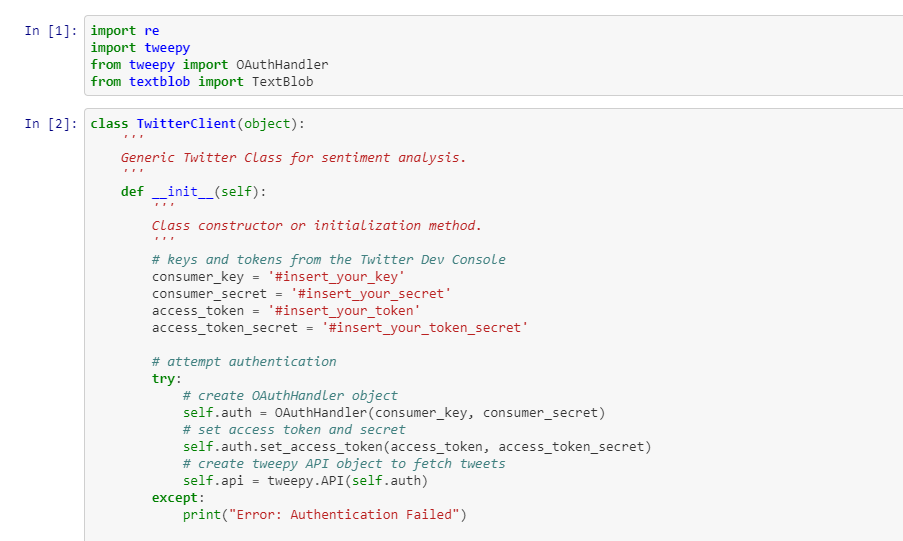 In [1]: import re
import tweepy
from tweepy import OAuthHandler
from textblob import TextBlob
In [2]: class TwitterClient(object):
    '''
    Generic Twitter Class for sentiment analysis.
    '''
    def __init__(self):
        '''
        Class constructor or initialization method.
        '''
        # keys and tokens from the Twitter Dev Console
        consumer_key = '#insert_your_key'
        consumer_secret = '#insert_your_secret'
        access_token = '#insert_your_token'
        access_token_secret = '#insert_your_token_secret'

        # attempt authentication
        try:
            # create OAuthHandler object
            self.auth = OAuthHandler(consumer_key, consumer_secret)
            # set access token and secret
            self.auth.set_access_token(access_token, access_token_secret)
            # create tweepy API object to fetch tweets
            self.api = tweepy.API(self.auth)
        except:
            print("Error: Authentication Failed")